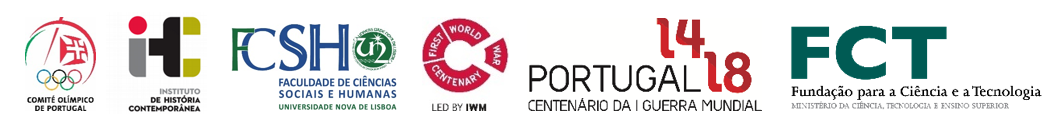 COMITÉ OLÍMPICO
DE PORTUGAL
iHC
INSTITUTO
DE HISTÓRIA
CONTEMPORÂNEA
FCSH
FACULDADE DE CIÊNCIAS
SOCIAIS E HUMANAS
UNIVERSIDADE NOVA DE LISBOA
FIRST
WORLD
WAR
CENTENARY
LED BY IWM
14
PORTUGAL 18
CENTENÁRIO DA I GUERRA MUNDIAL
FCT
Fundação para a Ciência e a Tecnologia
MINISTÉRIO DA CIÊNCIA, TECNOLOGIA E ENSINO SUPERIOR